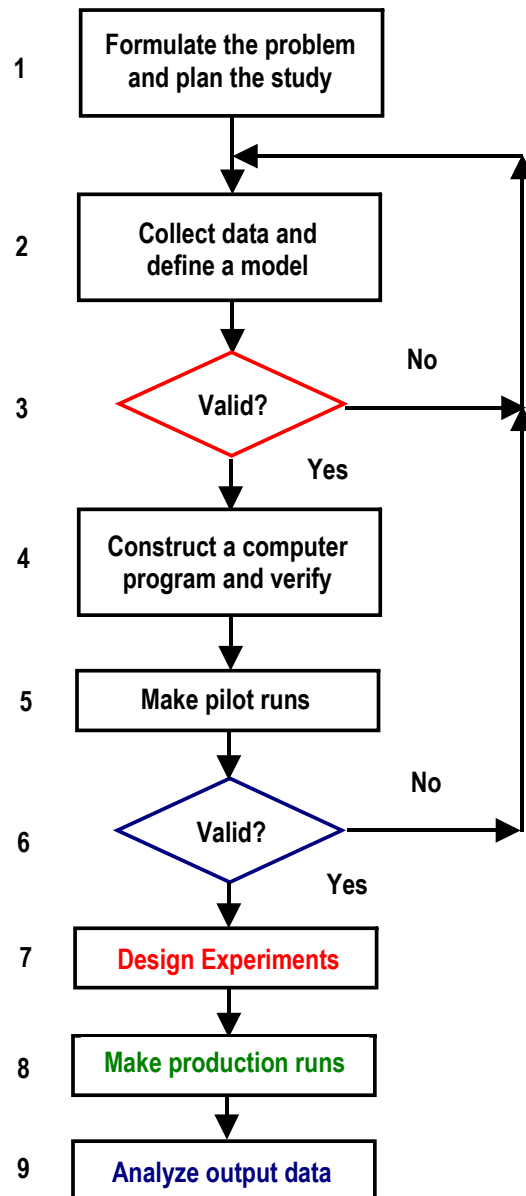 1
Formulate the problem
and plan the study
2
Collect data and
define a model
No
3
Valid?
Yes
4
Construct a computer
program and verify
5
Make pilot runs
No
6
Valid?
Yes
7
Design Experiments
8
Make production runs
9
Analyze output data